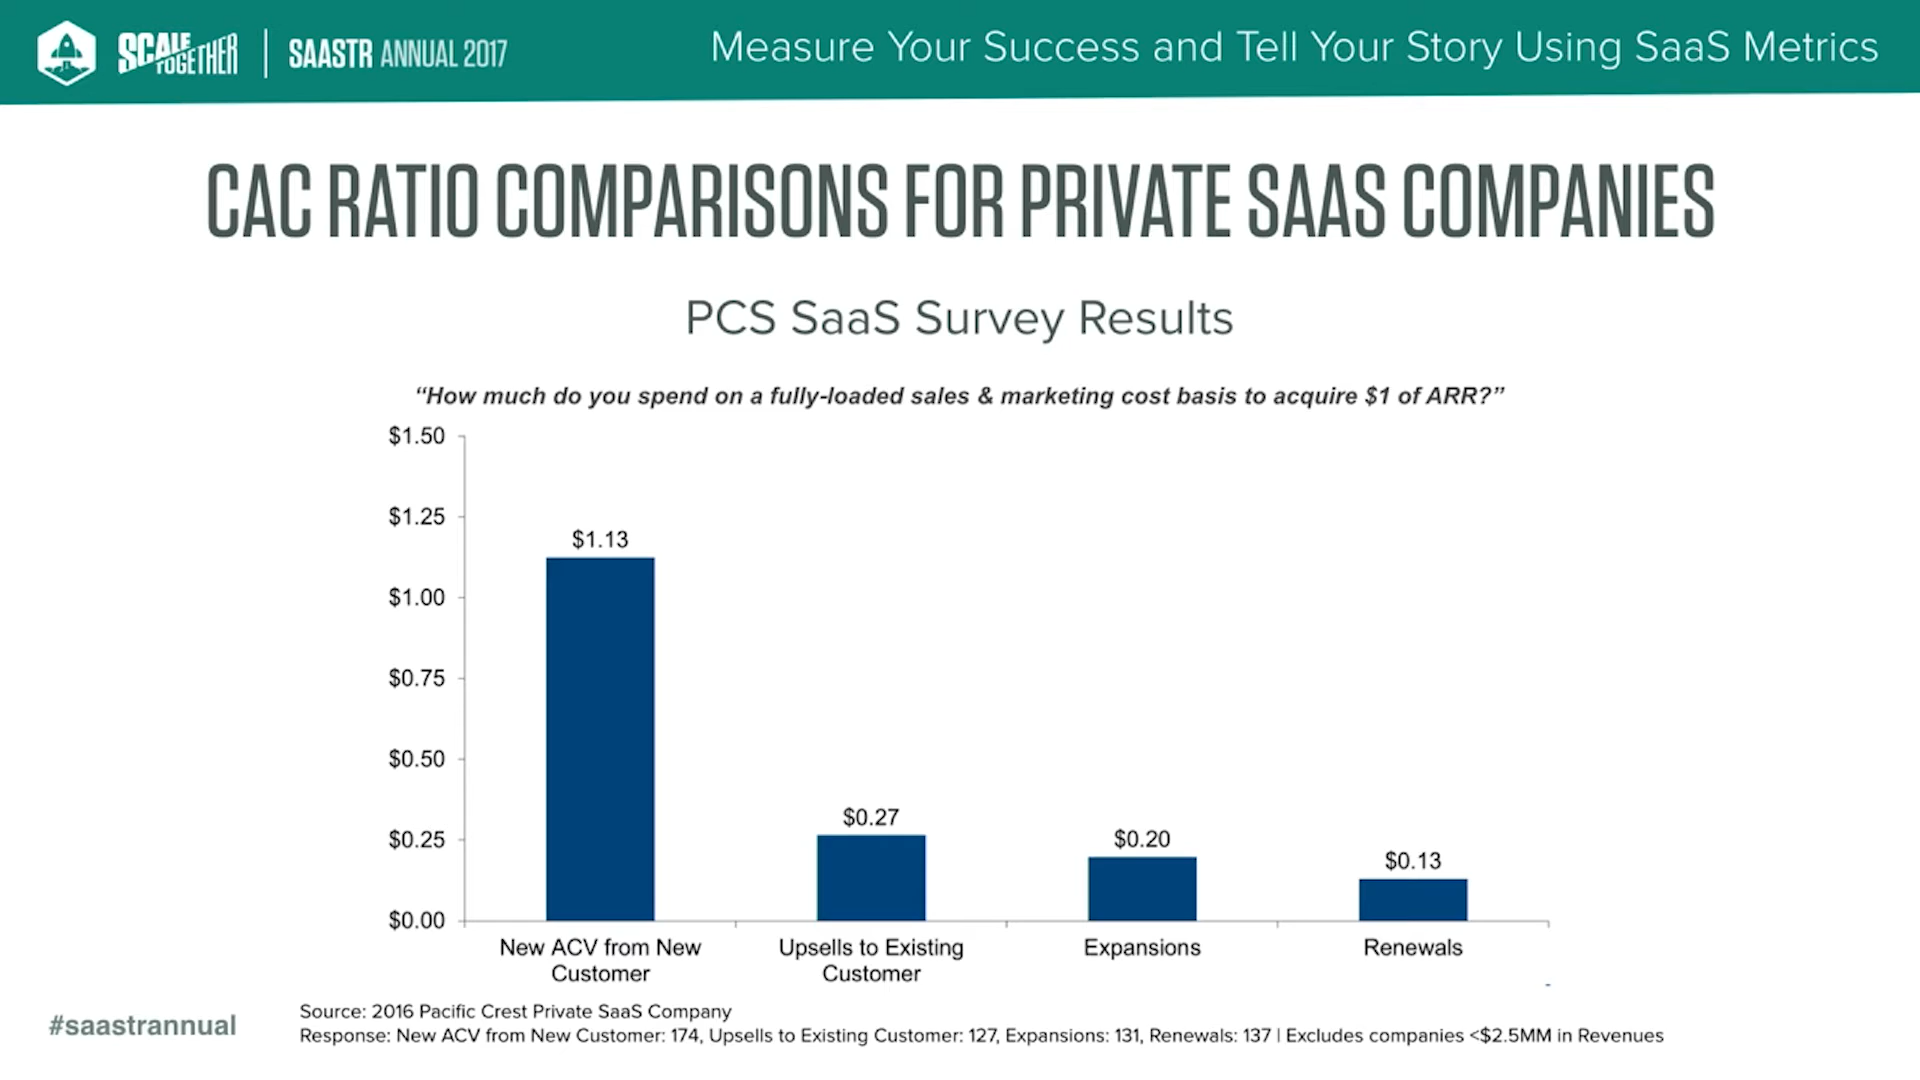 SCALE TOGETHER
SAASTR ANNUAL 2017
Measure Your Success and Tell Your Story Using SaaS Metrics
CAC RATIO COMPARISONS FOR PRIVATE SAAS COMPANIES
PCS SaaS Survey Results
“How much do you spend on a fully-loaded sales & marketing cost basis to acquire $1 of ARR?”
$1.50
$1.25
$1.00
$0.75
$0.50
$0.25
$0.00
$1.13
$0.27
$0.20
$0.13
New ACV from New
Customer
Upsells to Existing
Customer
Expansions
Renewals
#saastrannual
Source: 2016 Pacific Crest Private SaaS Company
Response: New ACV from New Customer: 174, Upsells to Existing Customer: 127, Expansions: 131, Renewals: 137 | Excludes companies <$2.5MM in Revenues